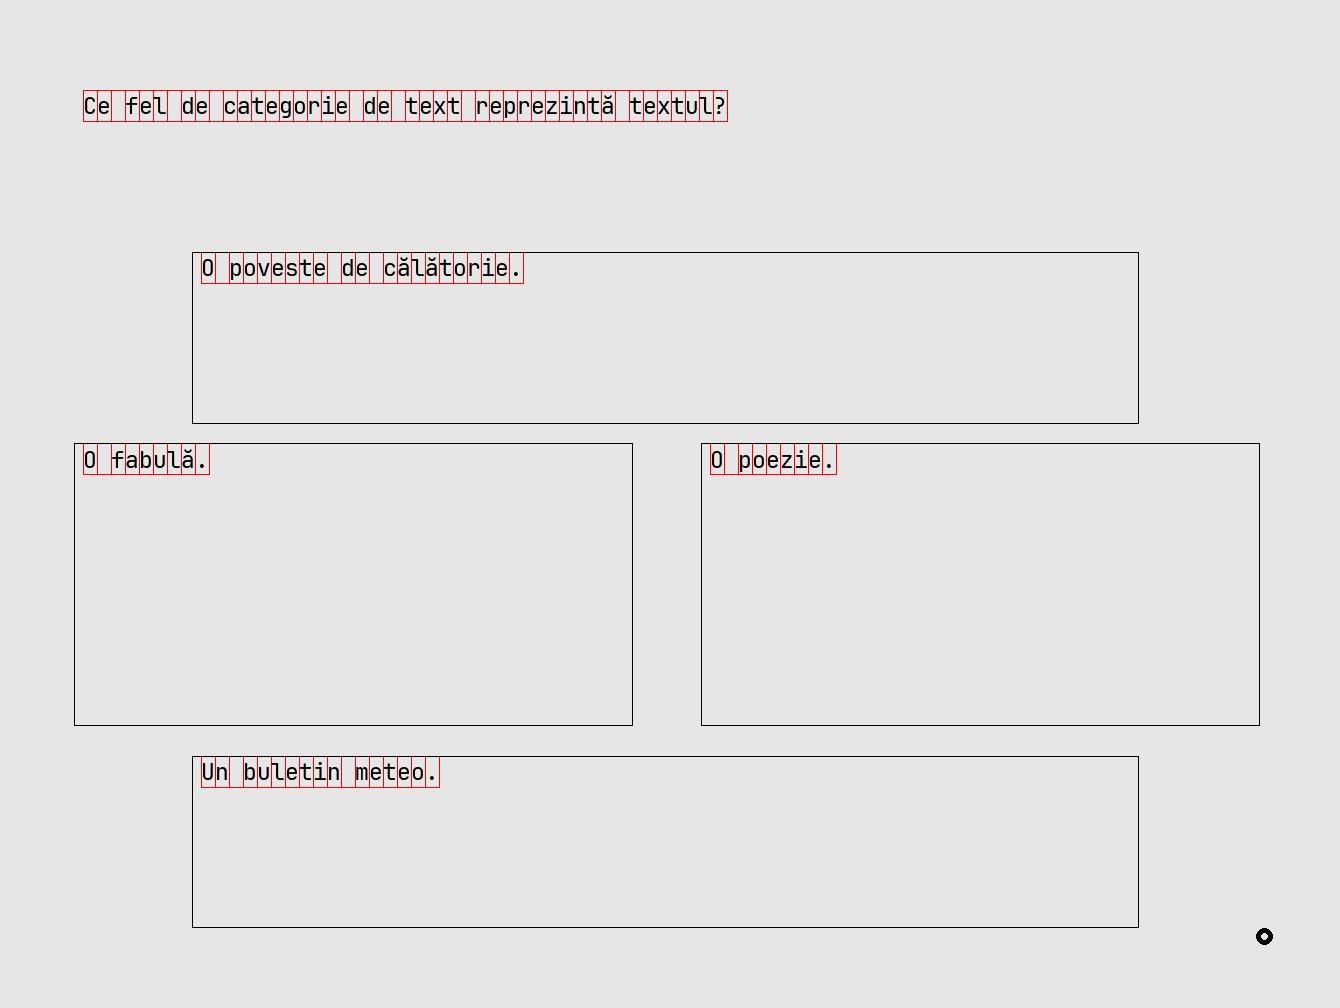 Ce fel de categorie de text reprezintă textul?
O poveste de călătorie.
O fabulă.
O poezie.
Un buletin meteo.